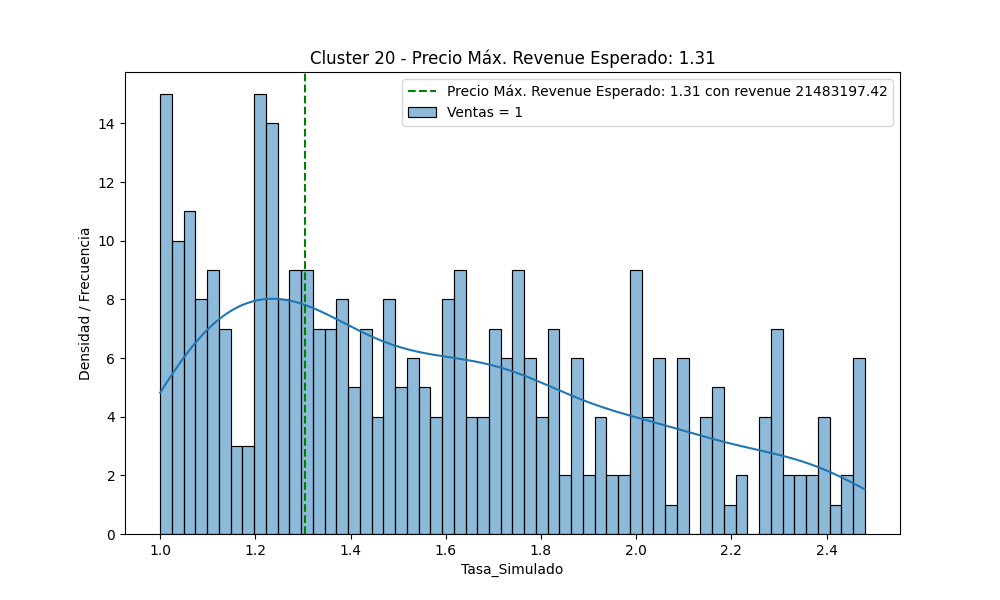 Cluster 20 - Precio Máx. Revenue Esperado: 1.31
Precio Máx. Revenue Esperado: 1.31 con revenue 21483197.42
Ventas = 1
Densidad / Frecuencia
14
12
10
8
6
4
2
0
1.0 1.2 1.4 1.6 1.8 2.0 2.2 2.4
Tasa_Simulado